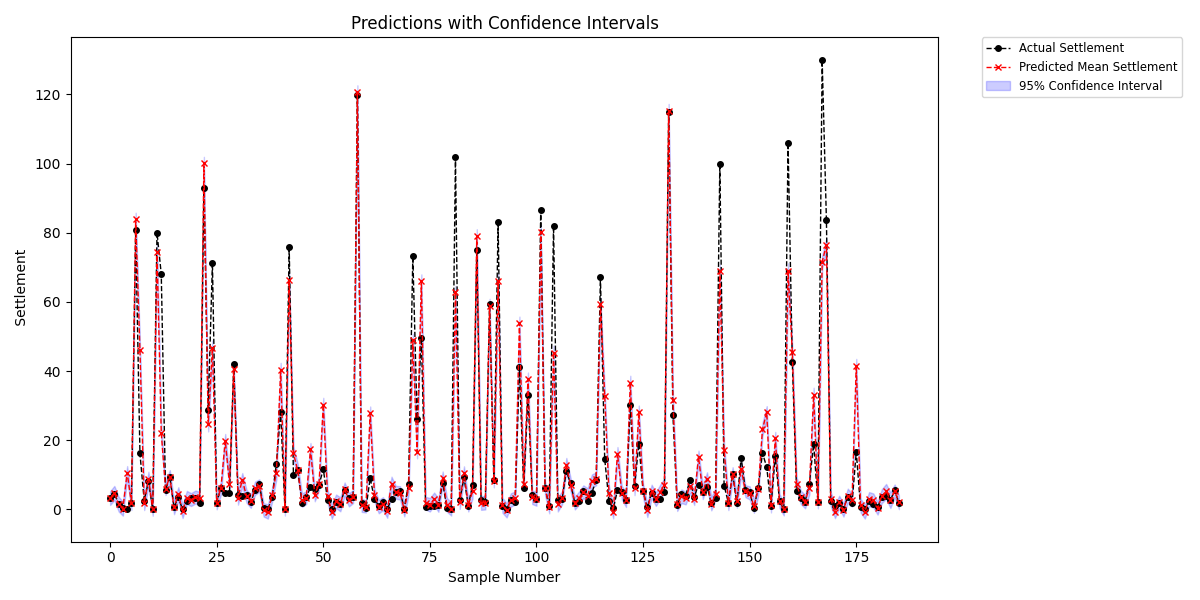 Predictions with Confidence Intervals
Actual Settlement
Predicted Mean Settlement
95% Confidence Interval
Settlement
120
100
80
60
40
20
0
0 25 50 75 100 125 150 175
Sample Number